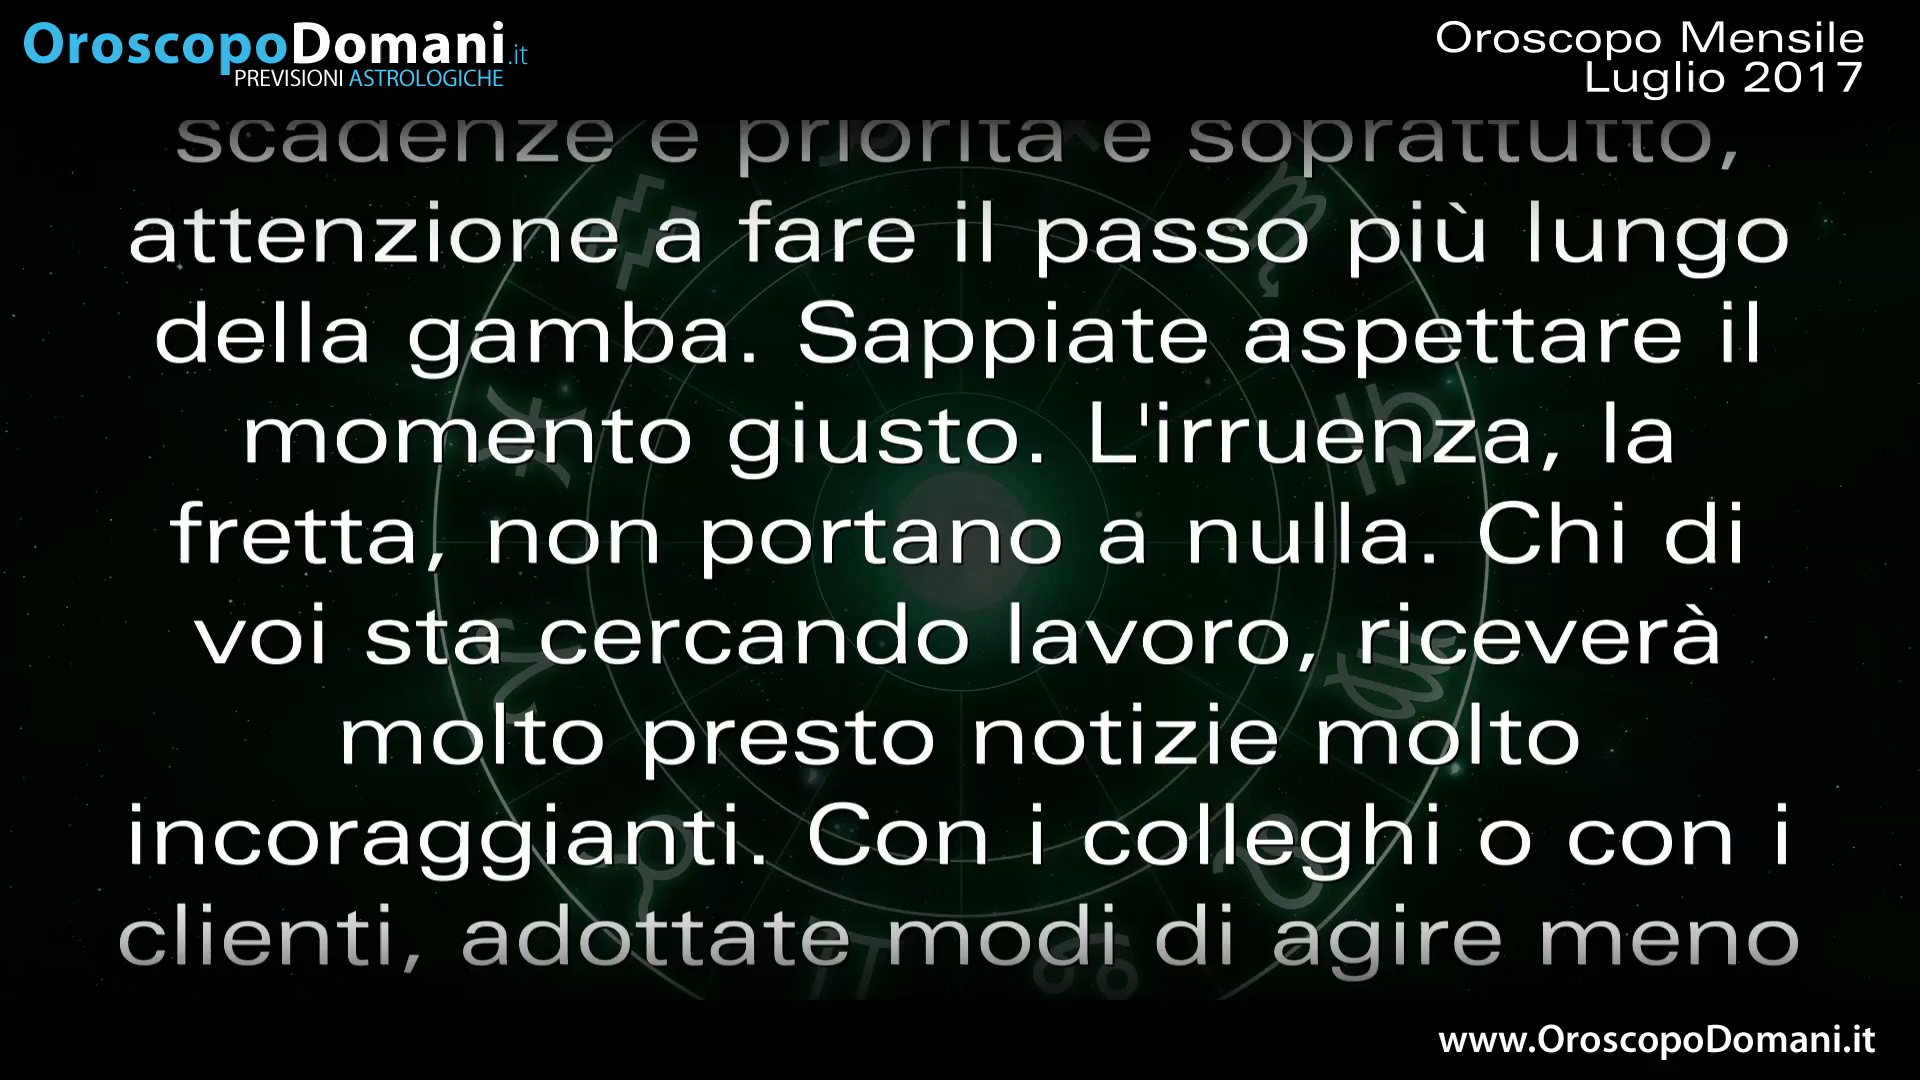 OroscopoDomani.it
PREVISIONI ASTROLOGICHE
Oroscopo Mensile
Luglio 2017
scadenze e priorità e soprattutto,
attenzione a fare il passo più lungo
della gamba. Sappiate aspettare il
momento giusto. L'irruenza, la
fretta, non portano a nulla. Chi di
voi sta cercando lavoro, riceverà
molto presto notizie molto
incoraggianti. Con i colleghi o con i
clienti, adottate modi di agire meno
www.OroscopoDomani.it